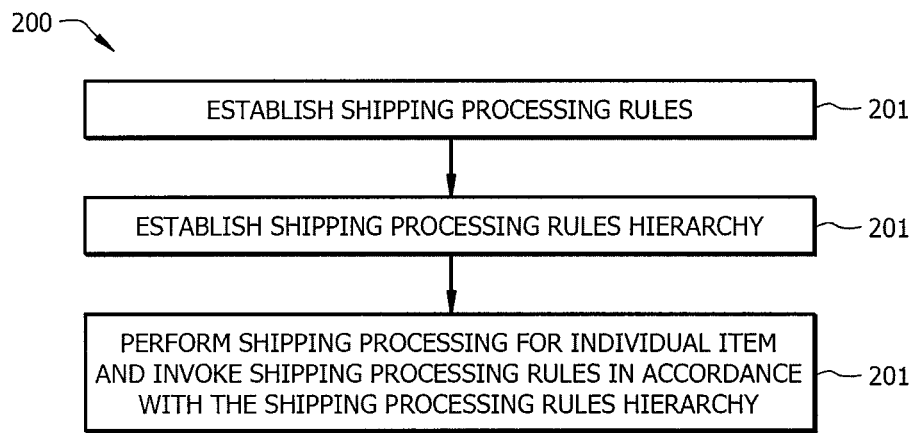 200
ESTABLISH SHIPPING PROCESSING RULES
201
ESTABLISH SHIPPING PROCESSING RULES HIERARCHY
201
PERFORM SHIPPING PROCESSING FOR INDIVIDUAL ITEM
AND INVOKE SHIPPING PROCESSING RULES IN ACCORDANCE
WITH THE SHIPPING PROCESSING RULES HIERARCHY
201